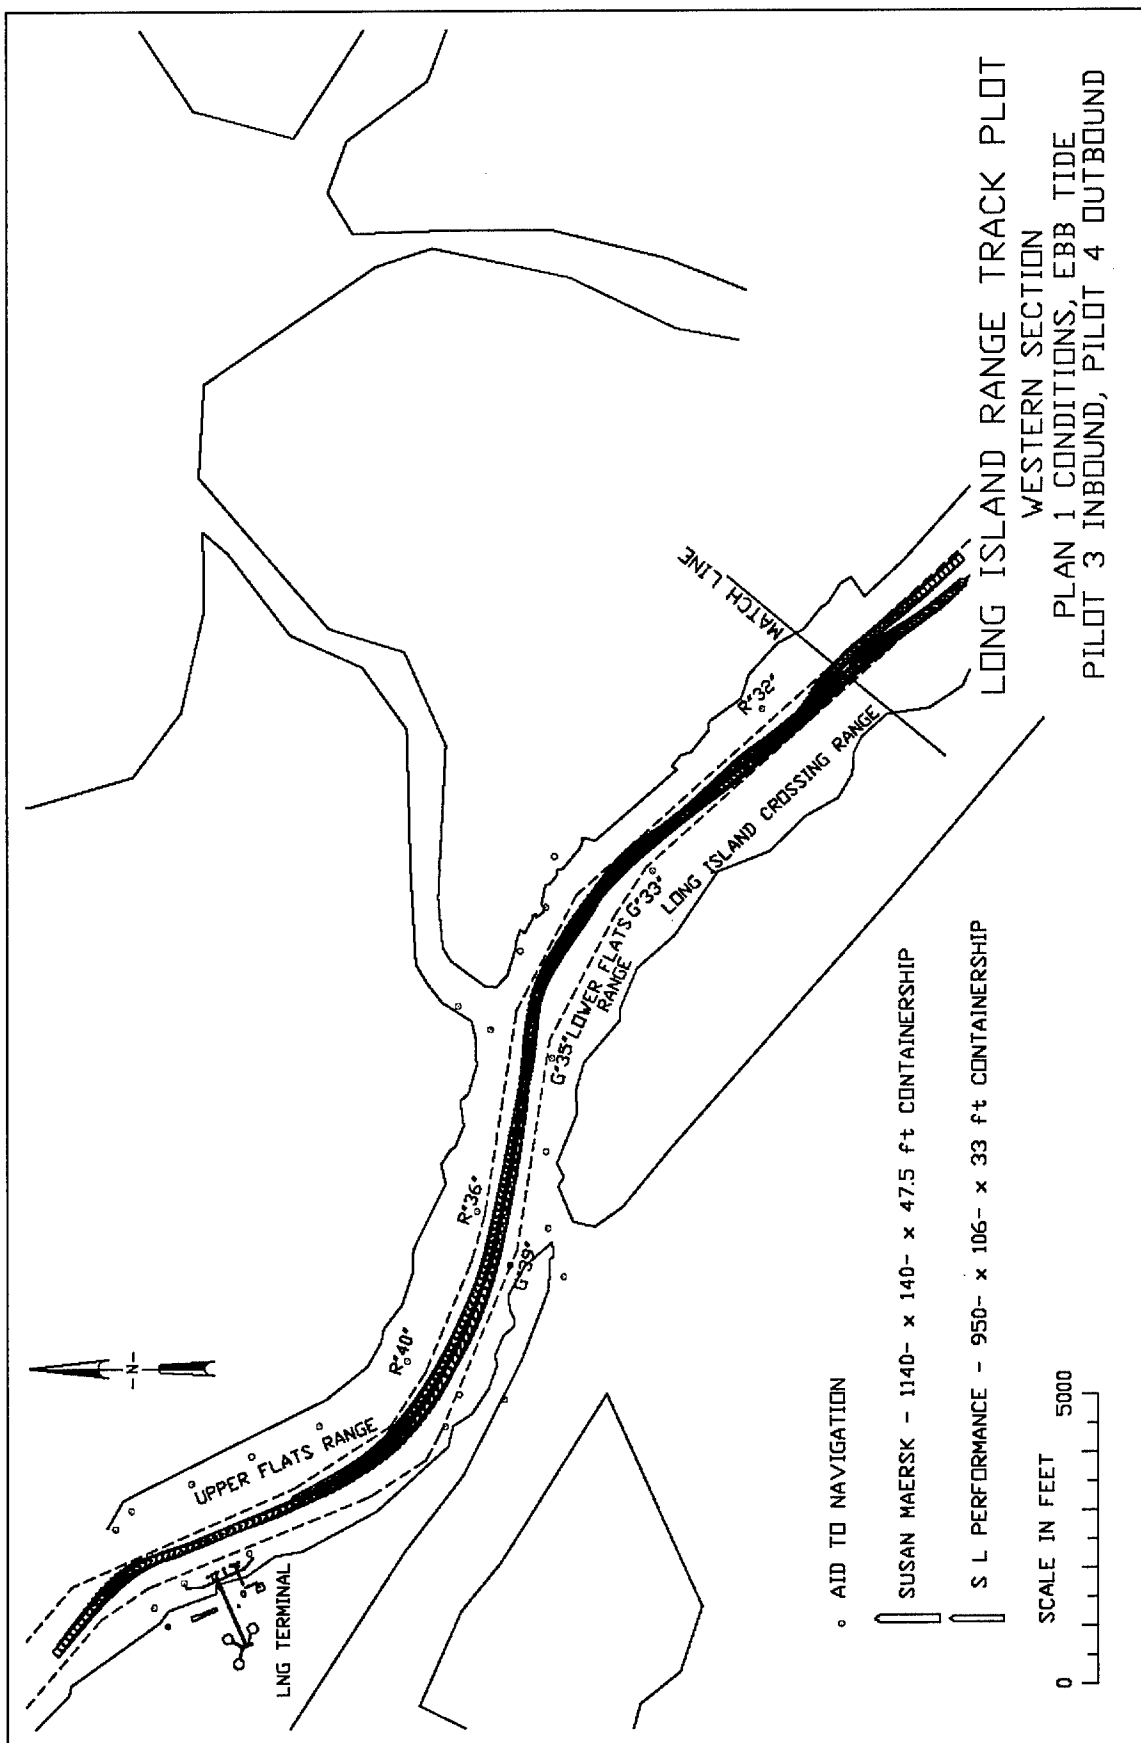 -N-
UPPER FLATS RANGE
LNG TERMINAL
R"40"
R"36"
G"39"
G"35"
LOWER FLATS
RANGE
G"33"
LONG ISLAND CROSSING RANGE
R"32"
MATCH LINE
AID TO NAVIGATION
SUSAN MAERSK - 1140- x 140- x 47.5 ft CONTAINERSHIP
S L PERFORMANCE - 950- x 106- x 33 ft CONTAINERSHIP
SCALE IN FEET
0 5000
LONG ISLAND RANGE TRACK PLOT
WESTERN SECTION
PLAN 1 CONDITIONS, EBB TIDE
PILOT 3 INBOUND, PILOT 4 OUTBOUND